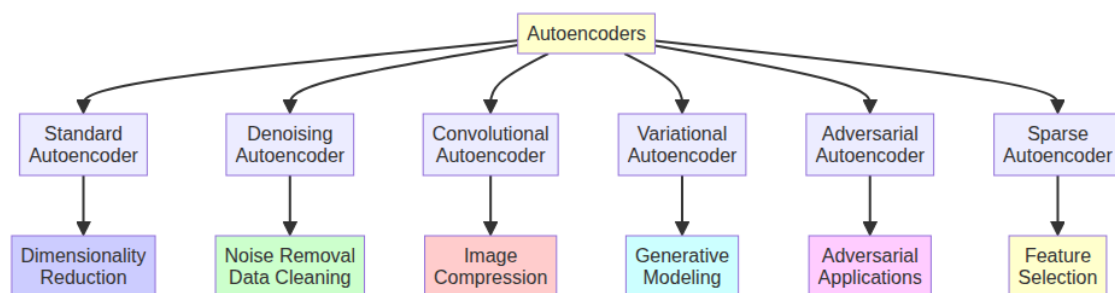 Autoencoders
Standard
Autoencoder
Denoising
Autoencoder
Convolutional
Autoencoder
Variational
Autoencoder
Adversarial
Autoencoder
Sparse
Autoencoder
Dimensionality
Reduction
Noise Removal
Data Cleaning
Image
Compression
Generative
Modeling
Adversarial
Applications
Feature
Selection